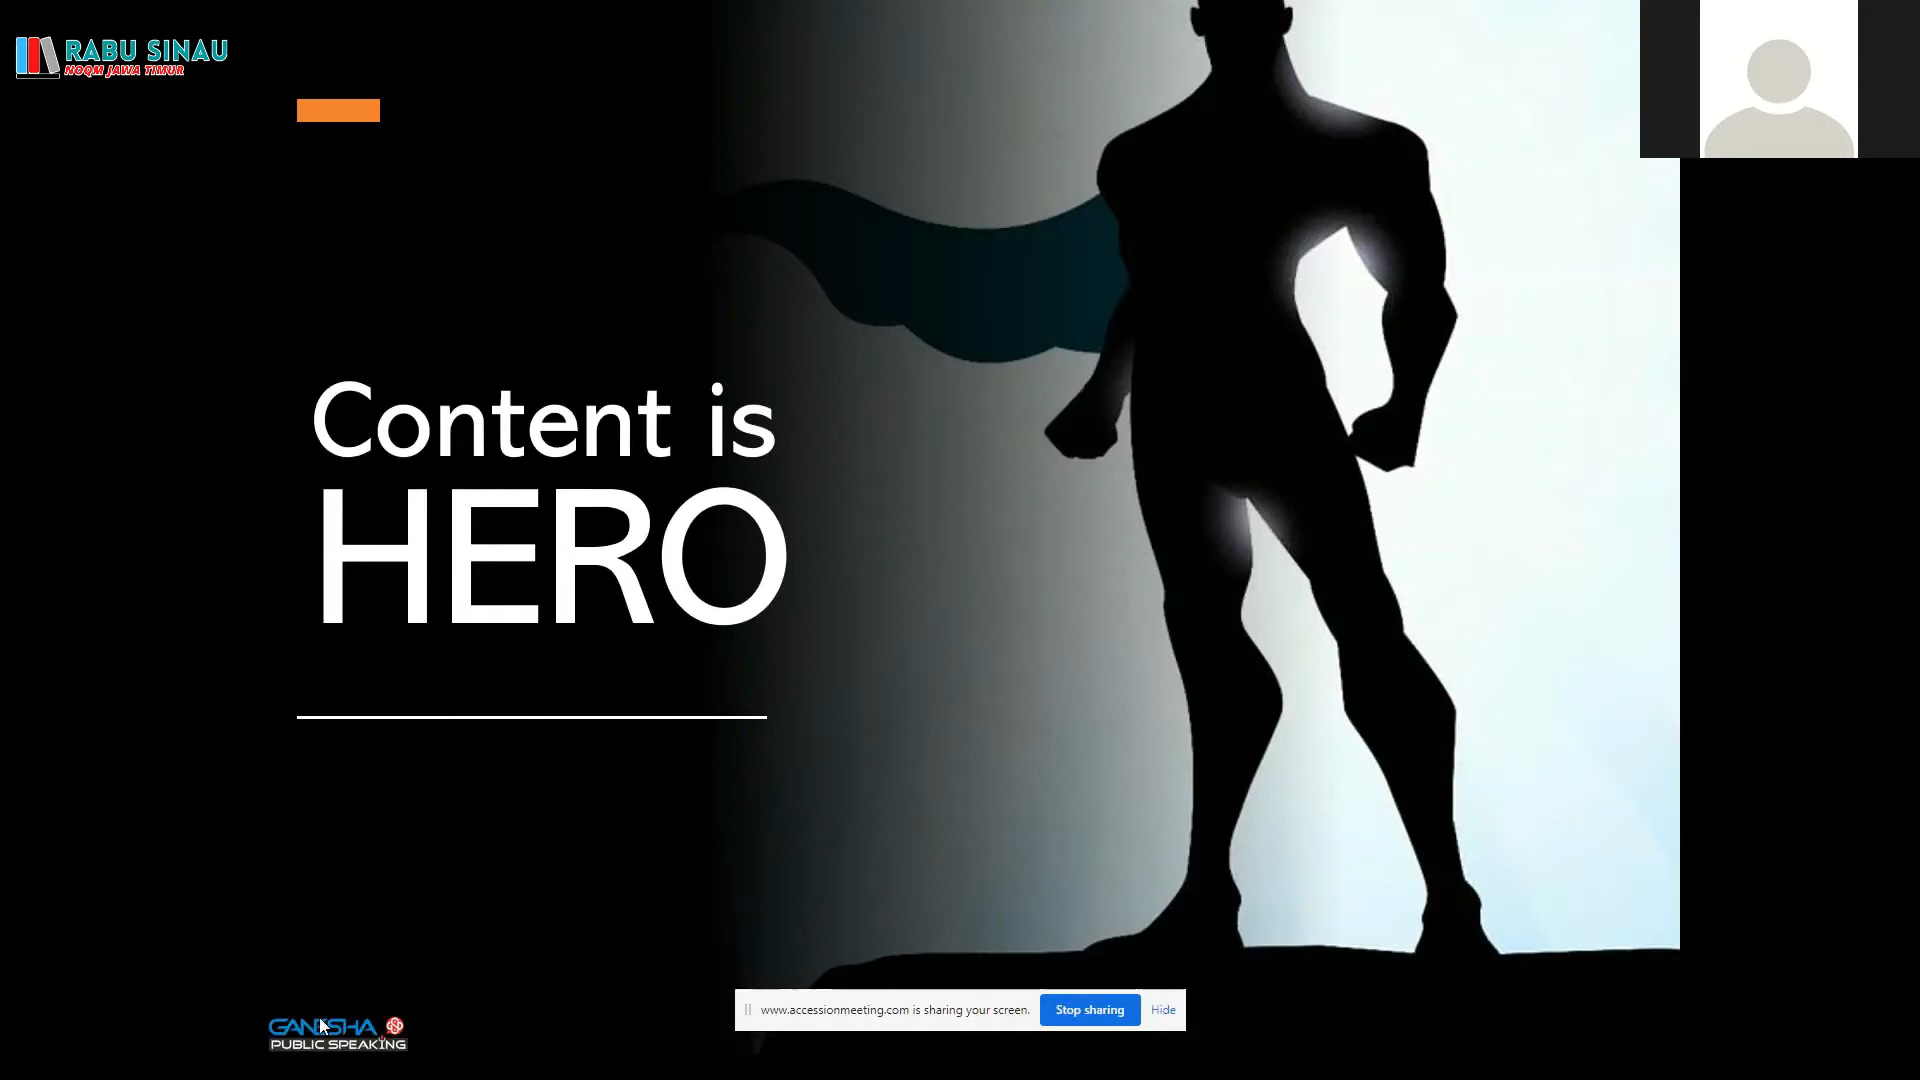 RABU SINAU
NOQM JAWA TIMUR
Content is
HERO
www.accessionmeeting.com is sharing your screen.
Stop sharing
Hide
GANESHA
PUBLIC SPEAKING